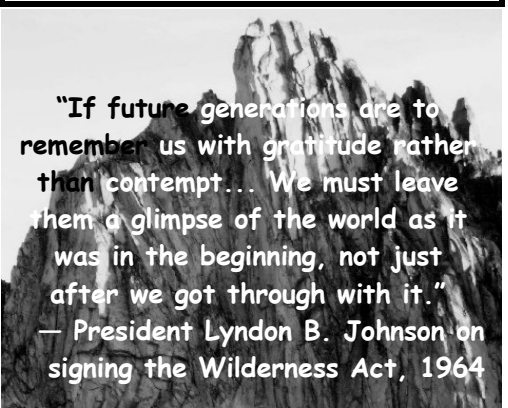 “If future generations are to
remember us with gratitude rather
than contempt... We must leave
them a glimpse of the world as it
was in the beginning, not just
after we got through with it.”
— President Lyndon B. Johnson on
signing the Wilderness Act, 1964